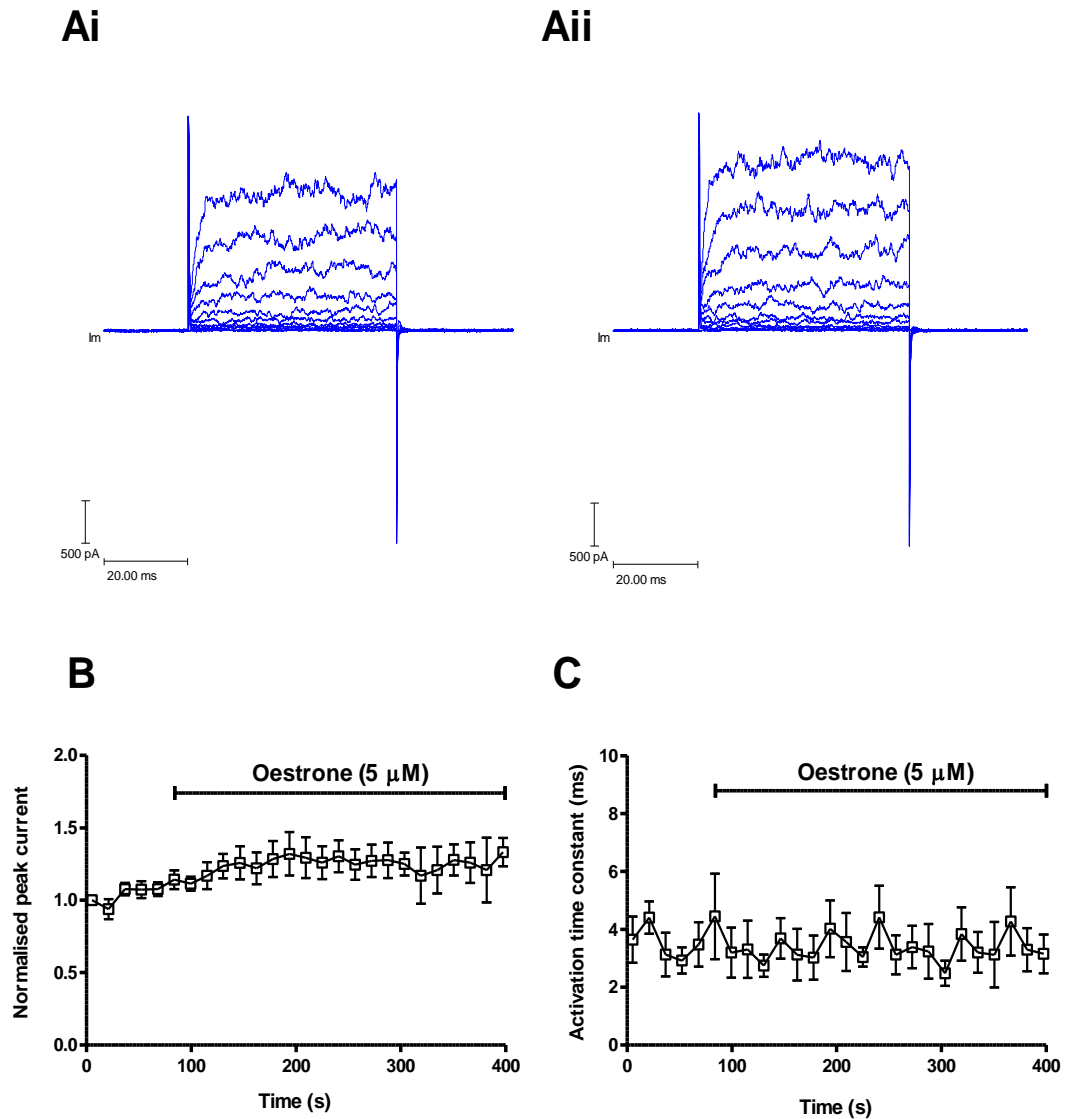 Ai
Aii
Im
500 pA
20.00 ms
Im
500 pA
20.00 ms
B
C
2.0
1.5
1.0
0.5
0.0
0
100
200
300
400
Normalised peak current
Time (s)
Oestrone (5 μM)
10
8
6
4
2
0
0
100
200
300
400
Activation time constant (ms)
Time (s)
Oestrone (5 μM)